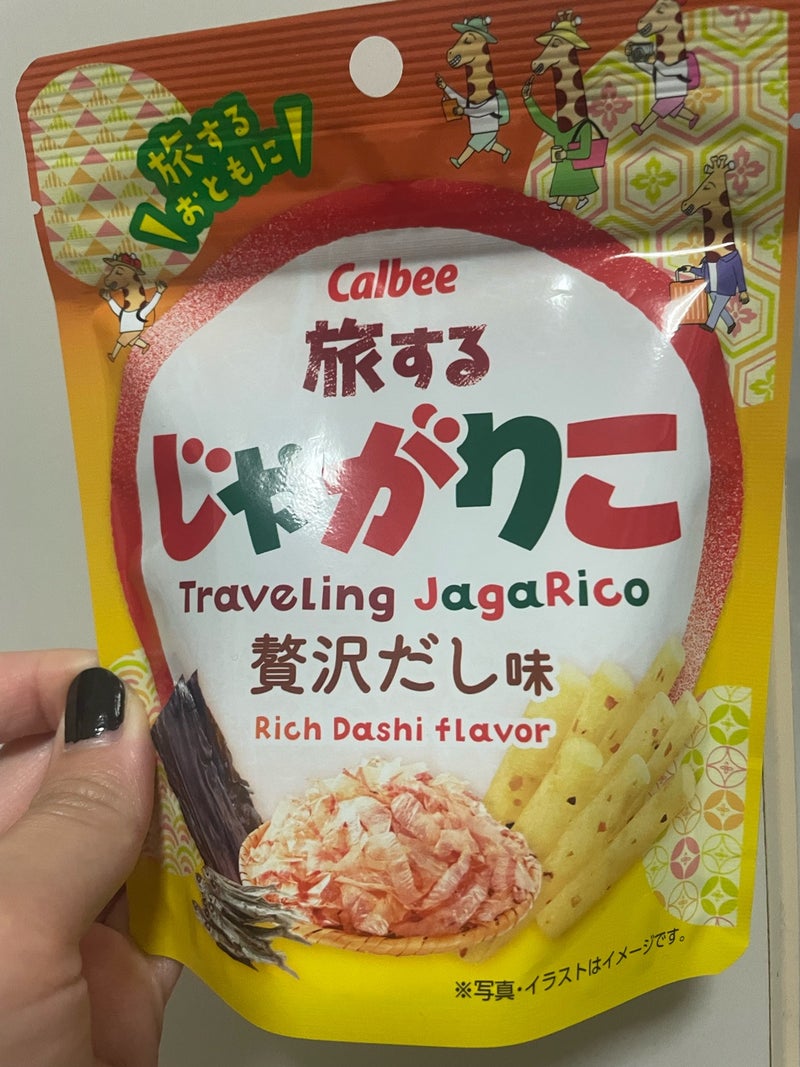 旅する
おともに
Calbee
旅する
じゃがりこ
Traveling JagaRico
贅沢だし味
Rich Dashi flavor
※写真・イラストはイメージです。